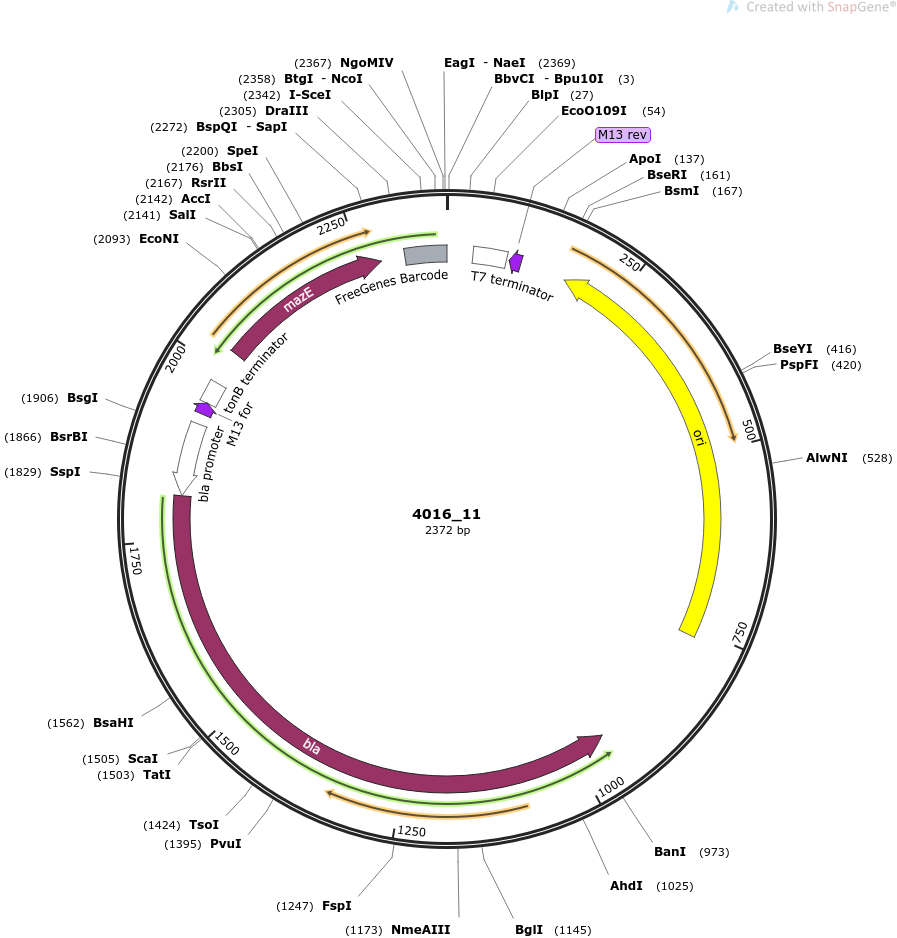 Created with SnapGene®
(2367) NgoMIV
EagI - NaeI (2369)
(2358) BtgI - NcoI
BbvCI - Bpu10I (3)
(2342) I-SceI
BlpI (27)
(2305) DraIII
EcoO109I (54)
(2272) BspQI - SapI
M13 rev
(2200) SpeI
ApoI (137)
(2176) BbsI
BseRI (161)
(2167) RsrII
BsmI (167)
(2142) AccI
(2141) SalI
(2093) EcoNI
2250
250
FreeGenes Barcode
T7 terminator
mazE
2000
tonB terminator
BseYI (416)
PspFI (420)
(1906) BsgI
M13 for
500
(1866) BsrBI
ori
AlwNI (528)
(1829) SspI
bla promoter
4016_11
2372 bp
1750
750
(1562) BsaHI
1500
bla
(1505) ScaI
(1503) TatI
1000
(1424) TsoI
1250
(1395) PvuI
BanI (973)
AhdI (1025)
(1247) FspI
(1173) NmeAIII
BglI (1145)